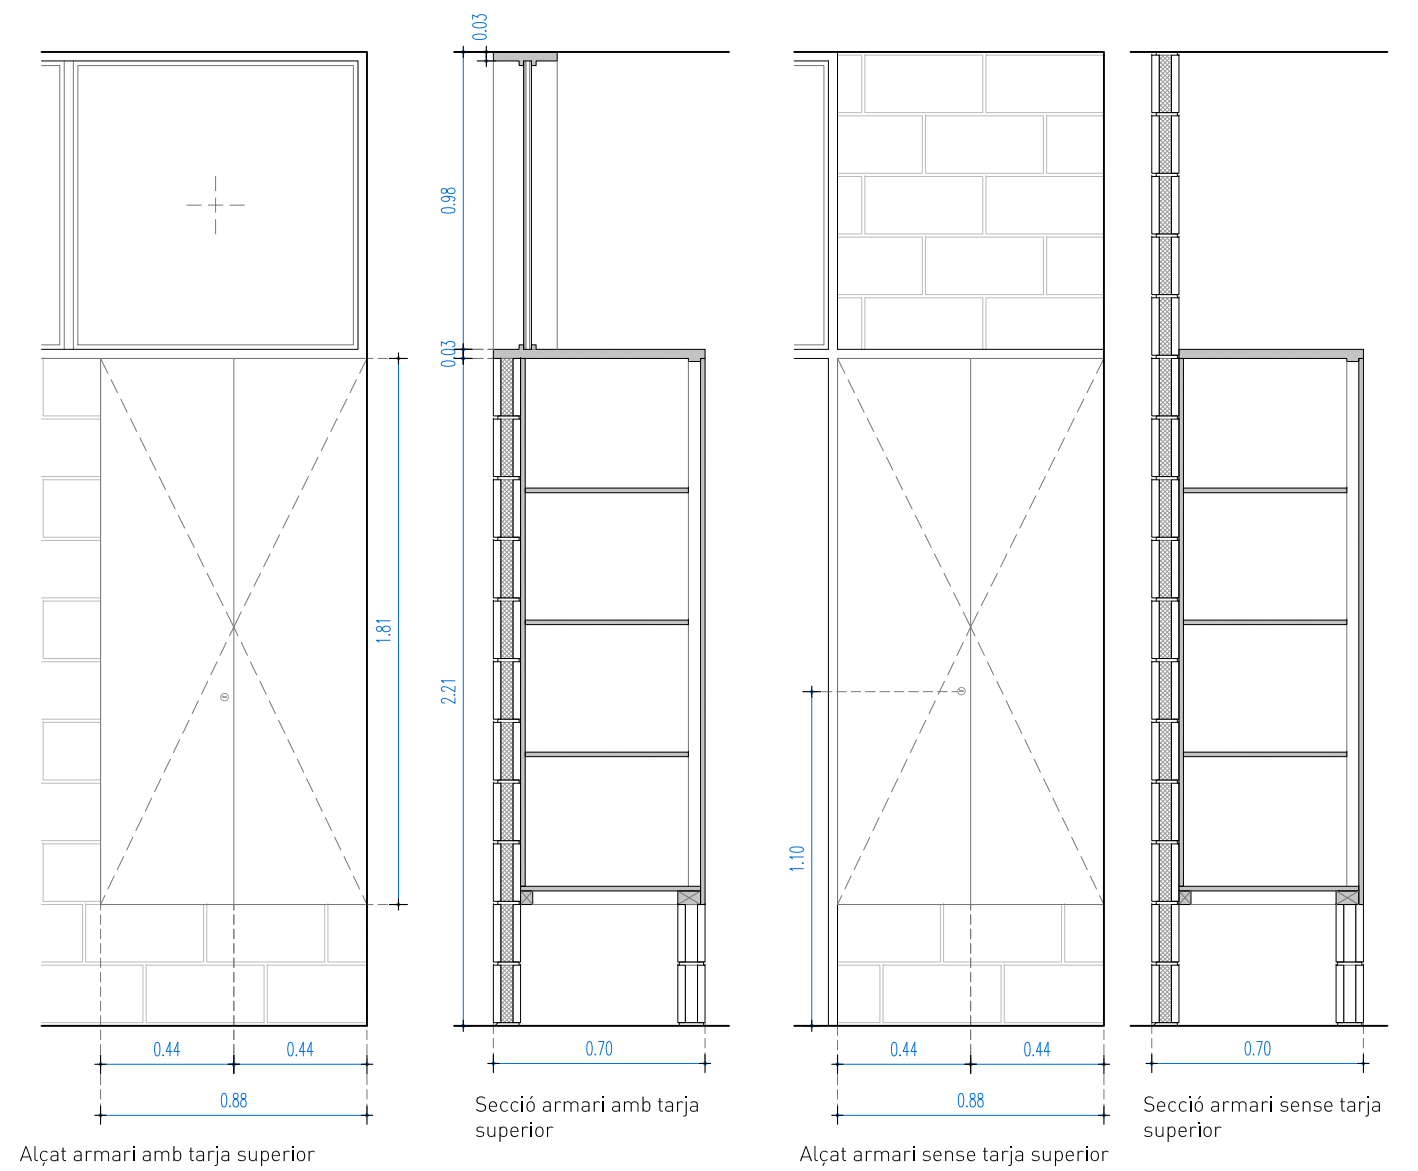 0.03
0.98
0.03
1.81
2.21
1.10
0.44 0.44
0.88
0.70
0.44 0.44
0.88
0.70
Alçat armari amb tarja superior
Secció armari amb tarja
superior
Alçat armari sense tarja superior
Secció armari sense tarja
superior